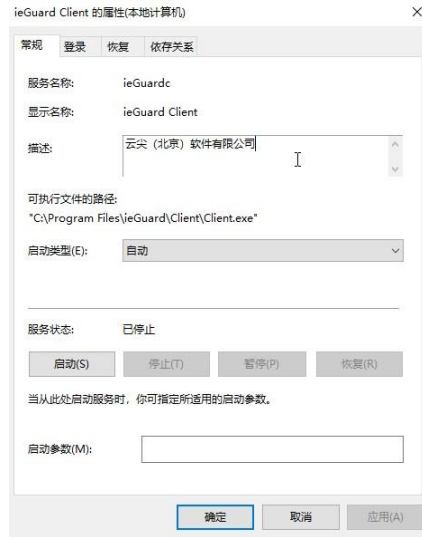 ieGuard Client 的属性(本地计算机)
常规 登录 恢复 依存关系
服务名称: ieGuardc
显示名称: ieGuard Client
描述: 云尖（北京）软件有限公司
可执行文件的路径:
"C:\Program Files\ieGuard\Client\Client.exe"
启动类型(E): 自动
服务状态: 已停止
启动(S) 停止(T) 暂停(P) 恢复(R)
当从此处启动服务时，你可指定所适用的启动参数。
启动参数(M):
确定 取消 应用(A)